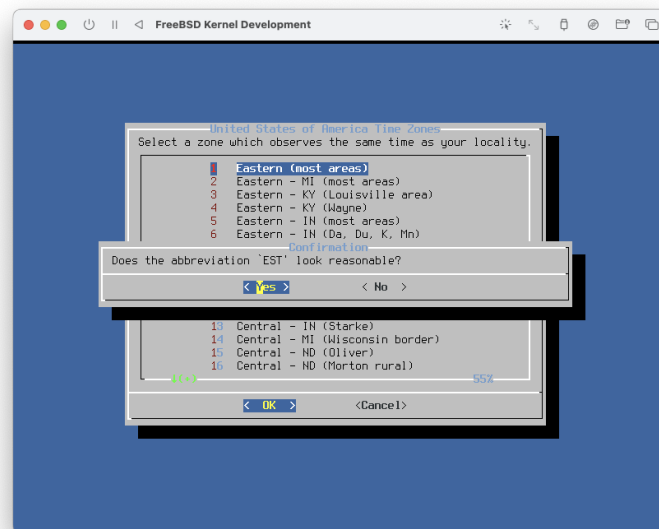 FreeBSD Kernel Development
United States of America Time Zones
Select a zone which observes the same time as your locality.
1 Eastern (most areas)
2 Eastern - MI (most areas)
3 Eastern - KY (Louisville area)
4 Eastern - KY (Wayne)
5 Eastern - IN (most areas)
6 Eastern - IN (Da, Du, K, Mn)
Confirmation
Does the abbreviation `EST' look reasonable?
< Yes > < No >
13 Central - IN (Starke)
14 Central - MI (Wisconsin border)
15 Central - ND (Oliver)
16 Central - ND (Morton rural)
55%
< OK > <Cancel>